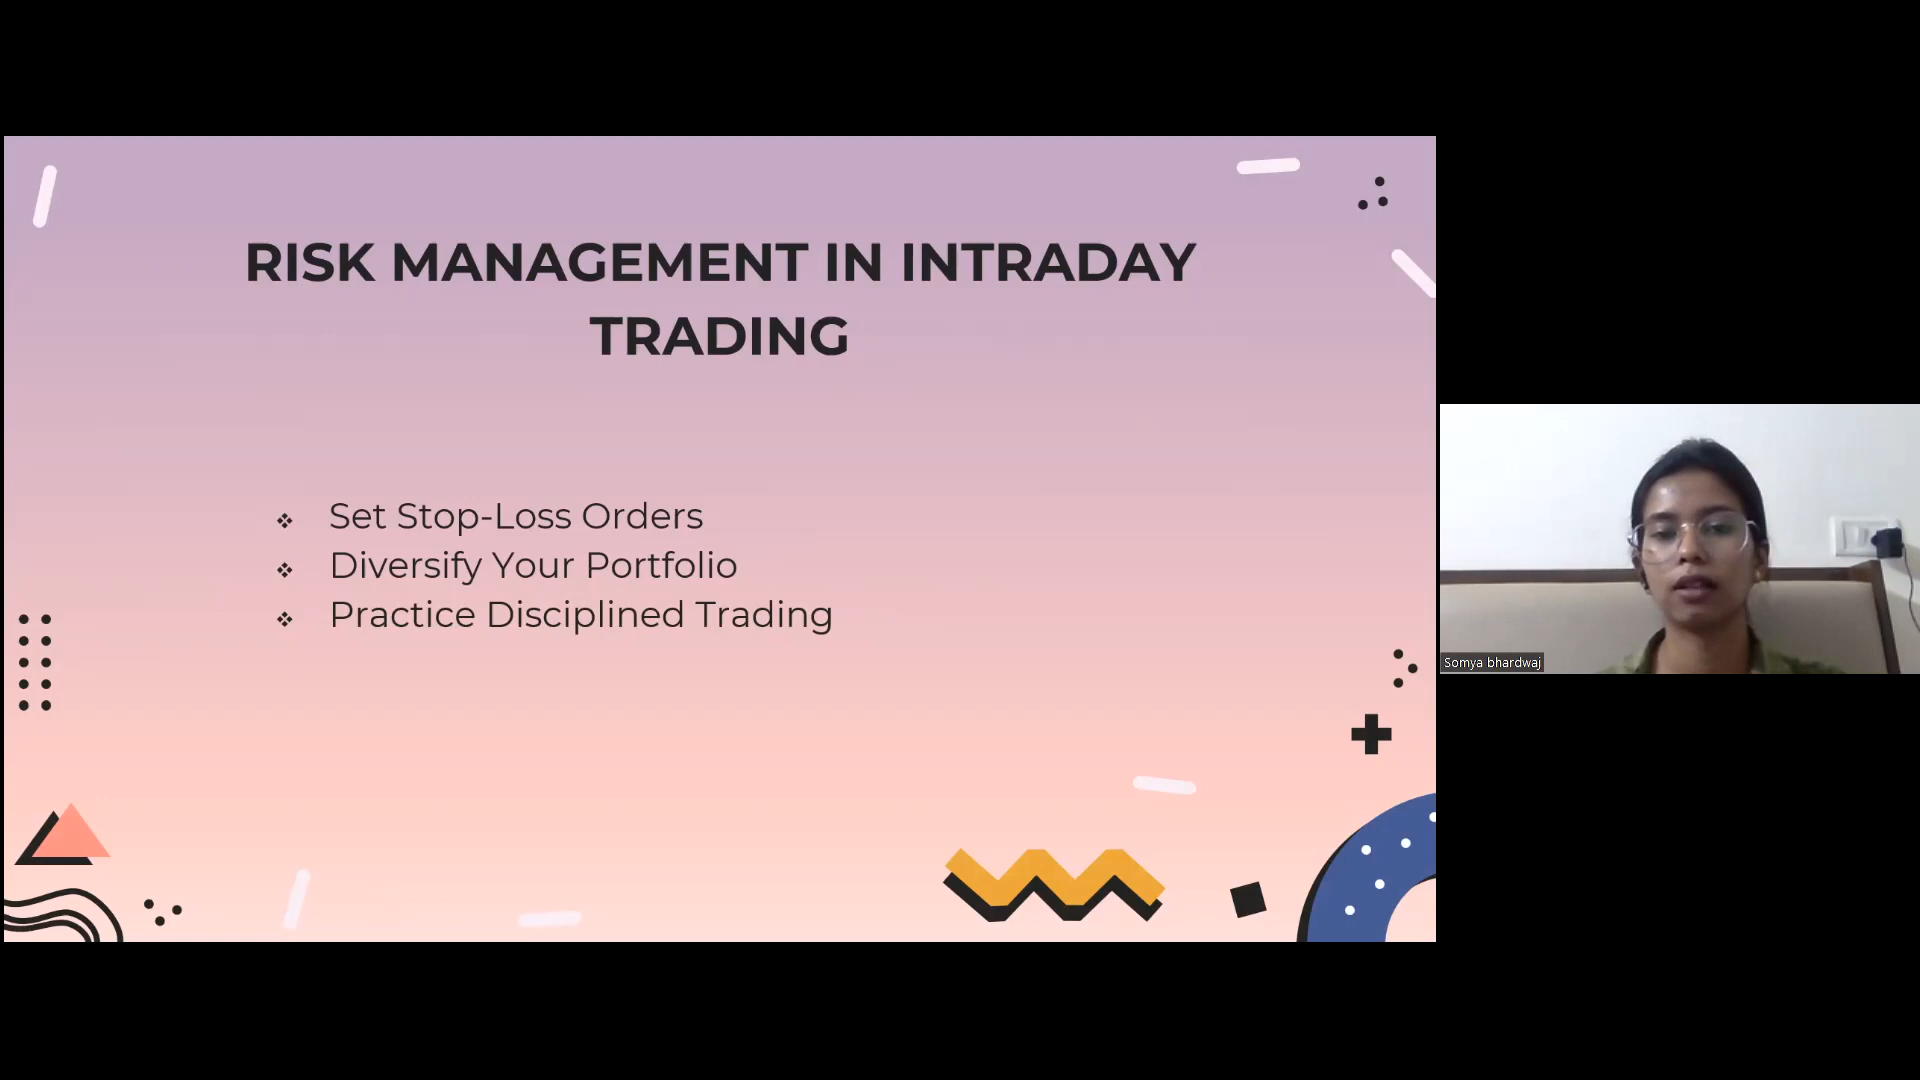 RISK MANAGEMENT IN INTRADAY
TRADING
❖ Set Stop-Loss Orders
❖ Diversify Your Portfolio
❖ Practice Disciplined Trading
Somya bhardwaj